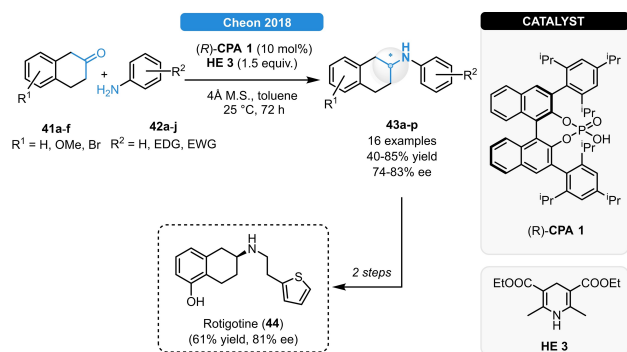 Cheon 2018
O
R¹
+
H₂N
R²
41a-f
R¹ = H, OMe, Br
42a-j
R² = H, EDG, EWG
(R)-CPA 1 (10 mol%)
HE 3 (1.5 equiv.)
4Å M.S., toluene
25 °C, 72 h
*
H
N
R¹
R²
43a-p
16 examples
40-85% yield
74-83% ee
2 steps
H
N
S
OH
Rotigotine (44)
(61% yield, 81% ee)
CATALYST
ⁱPr
ⁱPr
ⁱPr
O
O
P
O
OH
ⁱPr
ⁱPr
ⁱPr
(R)-CPA 1
EtOOC
COOEt
N
H
HE 3